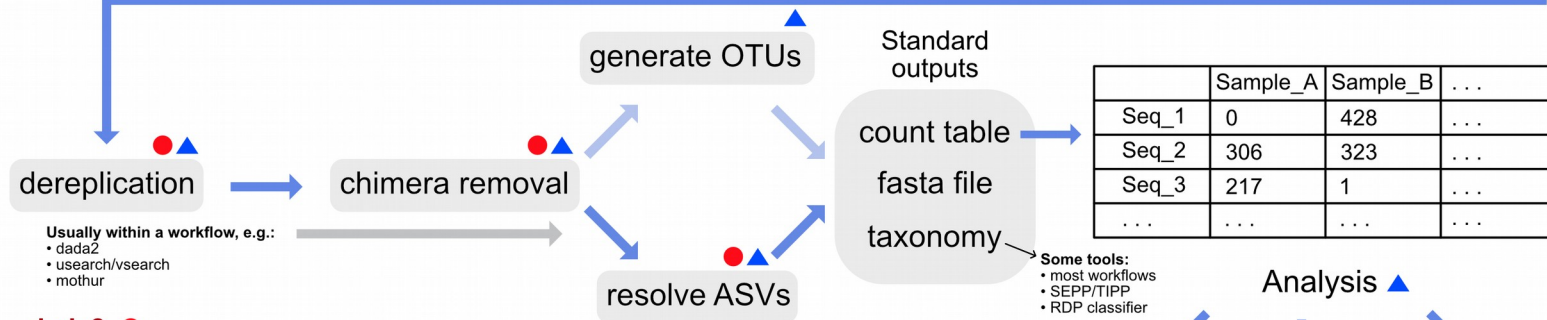 generate OTUs
Standard
outputs
dereplication
chimera removal
Usually within a workflow, e.g.:
• dada2
• usearch/vsearch
• mothur
resolve ASVs
count table
fasta file
taxonomy
Sample_A Sample_B . . .
Seq_1 0 428 . . .
Seq_2 306 323 . . .
Seq_3 217 1 . . .
. . . . . . . . . . . .
Some tools:
• most workflows
• SEPP/TIPP
• RDP classifier
Analysis